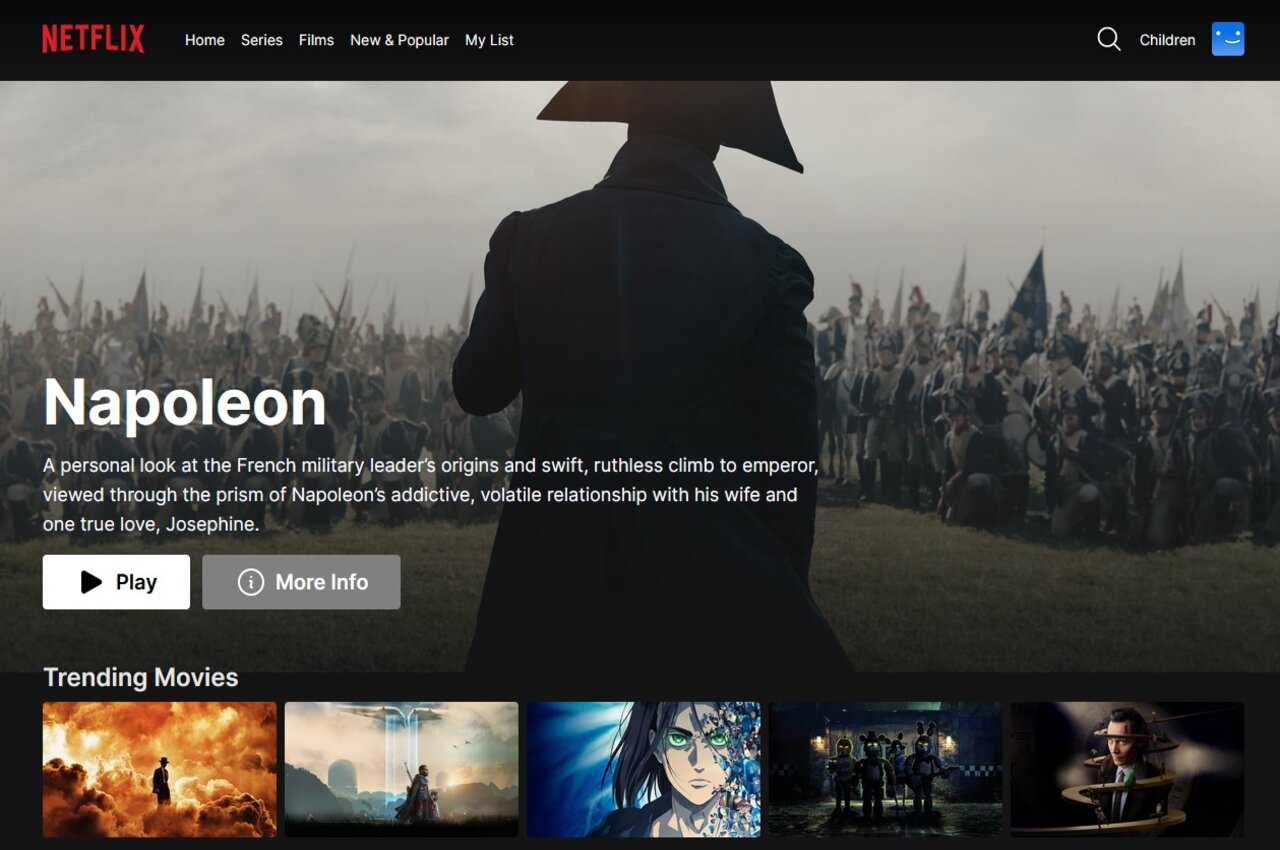 NETFLIX
Home Series Films New & Popular My List
Children
Napoleon
A personal look at the French military leader’s origins and swift, ruthless climb to emperor,
viewed through the prism of Napoleon’s addictive, volatile relationship with his wife and
one true love, Josephine.
Play
More Info
Trending Movies